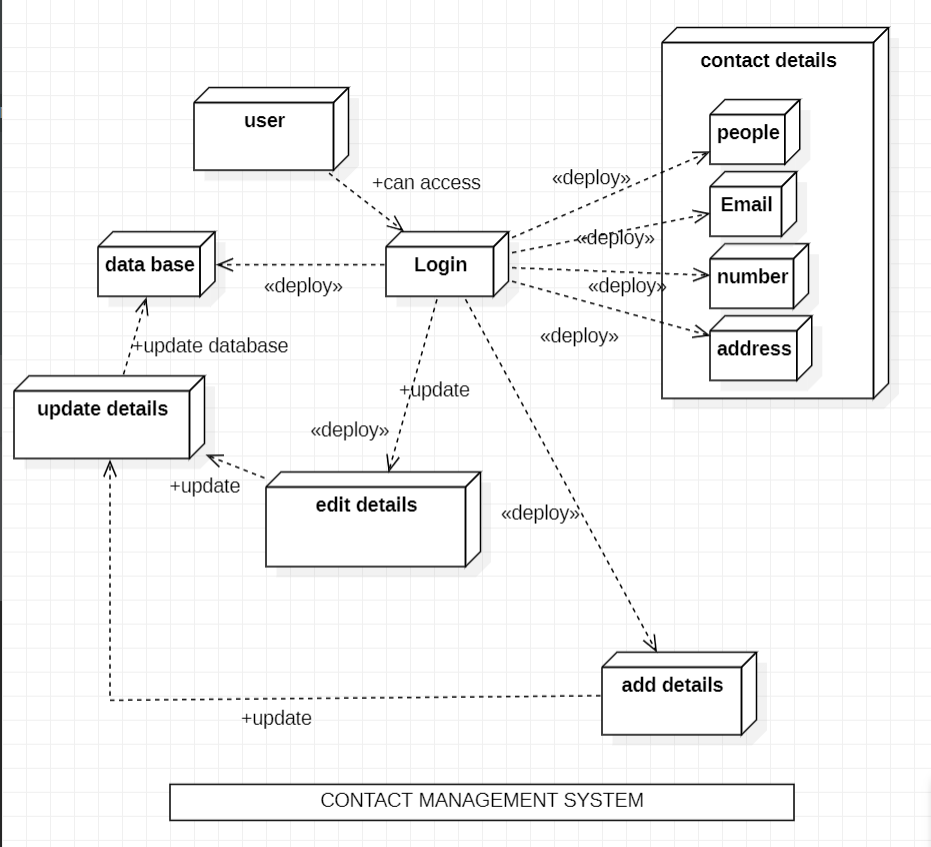 contact details
user
people
+can access
«deploy»
Email
«deploy»
data base
Login
number
«deploy»
«deploy»
«deploy»
+update database
address
+update
update details
«deploy»
+update
edit details
«deploy»
add details
+update
CONTACT MANAGEMENT SYSTEM